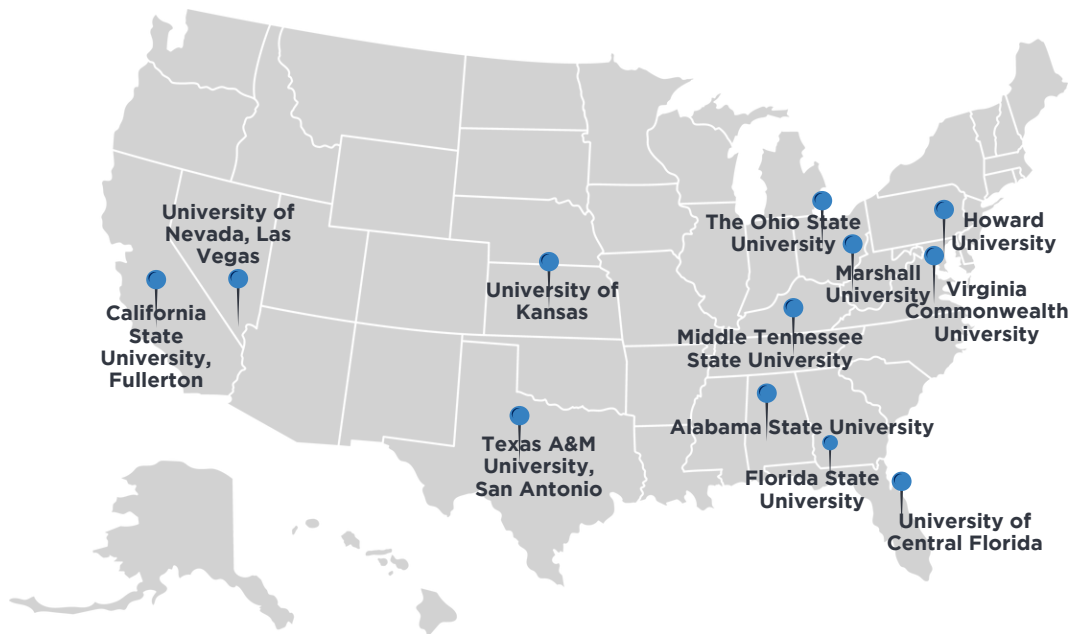 University of
Nevada, Las
Vegas
California
State
University,
Fullerton
University of
Kansas
Texas A&M
University,
San Antonio
The Ohio State
University
Howard
University
Marshall
University
Virginia
Commonwealth
University
Middle Tennessee
State University
Alabama State University
Florida State
University
University of
Central Florida